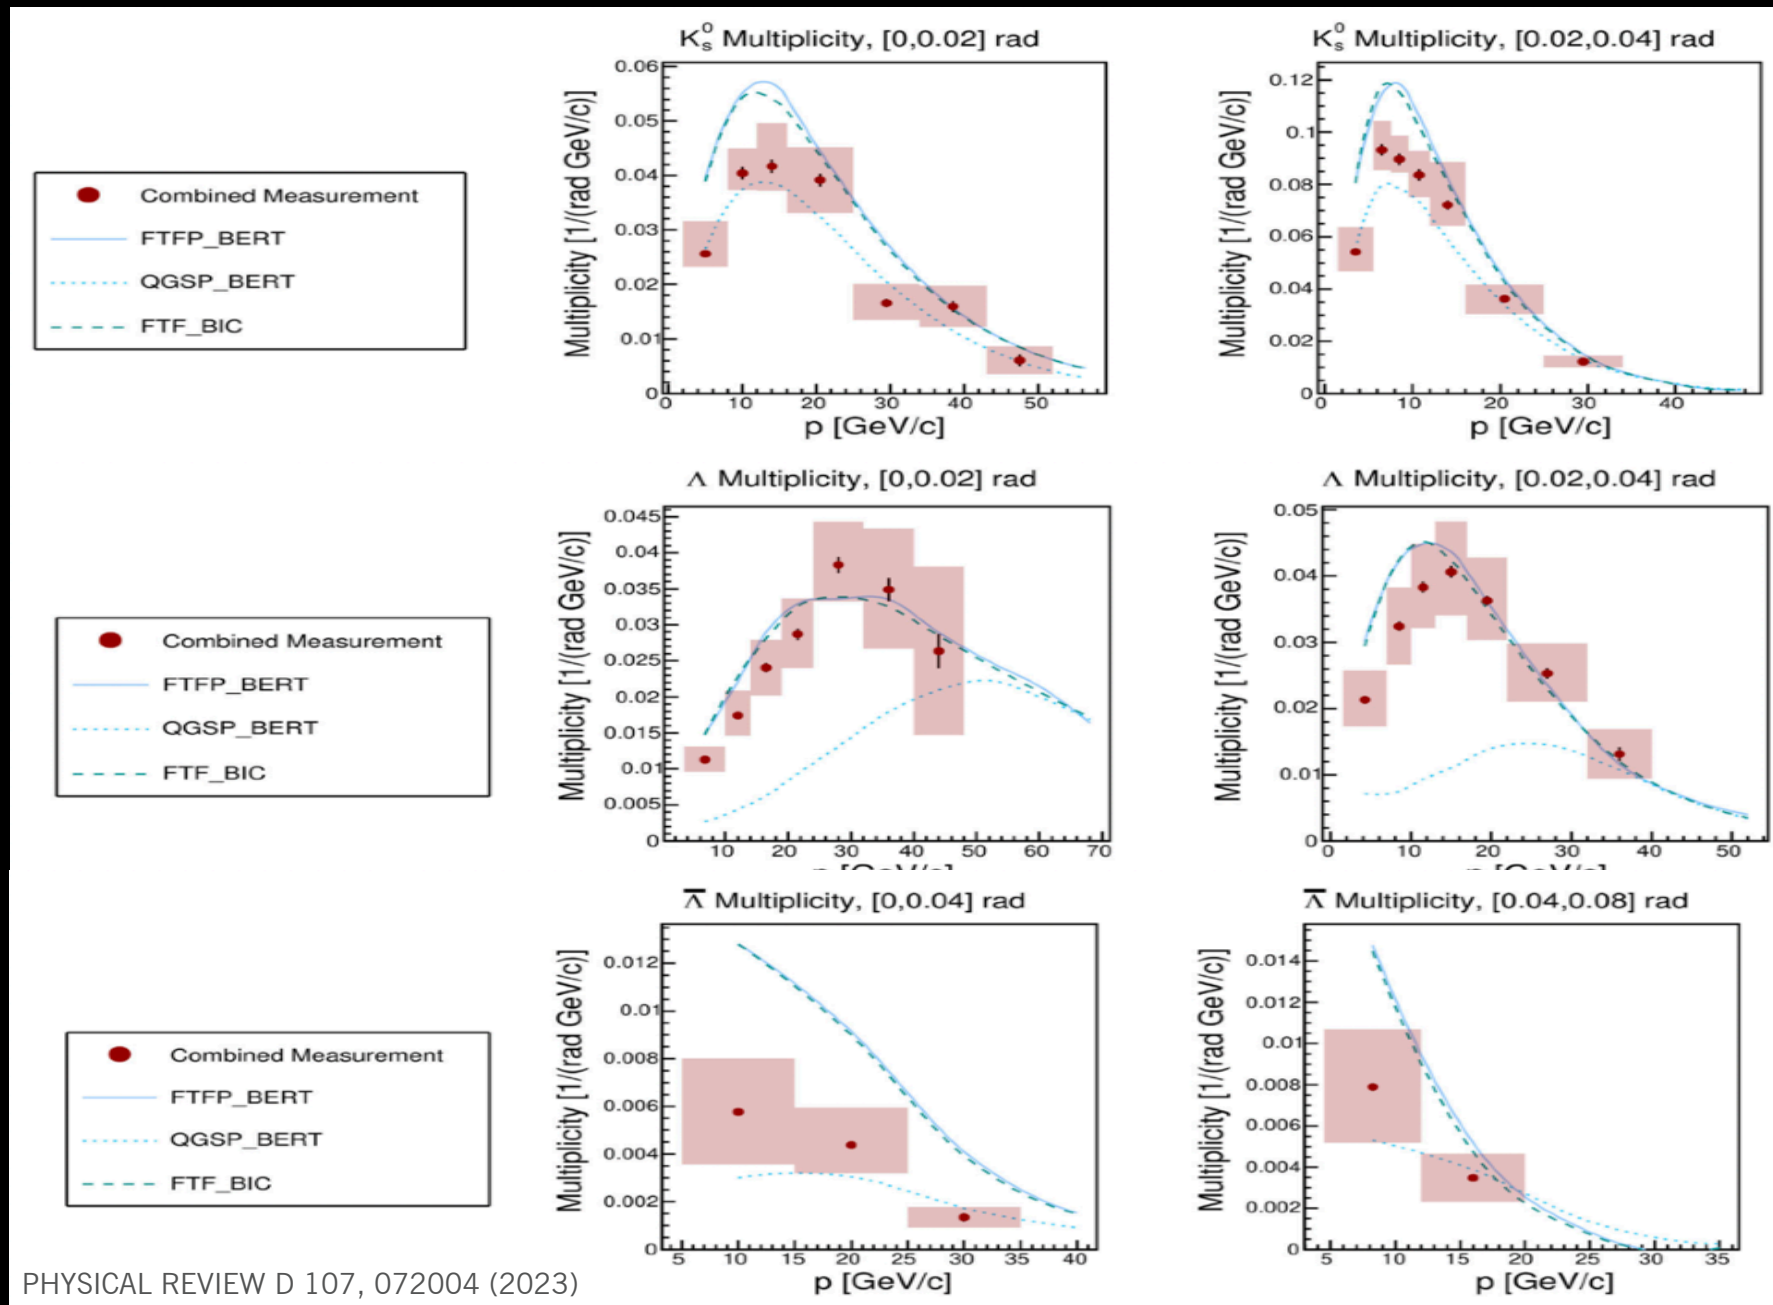 K⁰ₛ Multiplicity, [0,0.02] rad
Multiplicity [1/(rad GeV/c)]
0.06
0.05
0.04
0.03
0.02
0.01
0
0 10 20 30 40 50
p [GeV/c]
K⁰ₛ Multiplicity, [0.02,0.04] rad
Multiplicity [1/(rad GeV/c)]
0.12
0.1
0.08
0.06
0.04
0.02
0
0 10 20 30 40
p [GeV/c]
Combined Measurement
FTFP_BERT
QGSP_BERT
FTF_BIC
Λ Multiplicity, [0,0.02] rad
Multiplicity [1/(rad GeV/c)]
0.045
0.04
0.035
0.03
0.025
0.02
0.015
0.01
0.005
0
10 20 30 40 50 60 70
p [GeV/c]
Λ Multiplicity, [0.02,0.04] rad
Multiplicity [1/(rad GeV/c)]
0.05
0.04
0.03
0.02
0.01
0
0 10 20 30 40 50
p [GeV/c]
Combined Measurement
FTFP_BERT
QGSP_BERT
FTF_BIC
Λ̅ Multiplicity, [0,0.04] rad
Multiplicity [1/(rad GeV/c)]
0.012
0.01
0.008
0.006
0.004
0.002
0
5 10 15 20 25 30 35 40
p [GeV/c]
Λ̅ Multiplicity, [0.04,0.08] rad
Multiplicity [1/(rad GeV/c)]
0.014
0.012
0.01
0.008
0.006
0.004
0.002
0
5 10 15 20 25 30 35
p [GeV/c]
Combined Measurement
FTFP_BERT
QGSP_BERT
FTF_BIC
PHYSICAL REVIEW D 107, 072004 (2023)